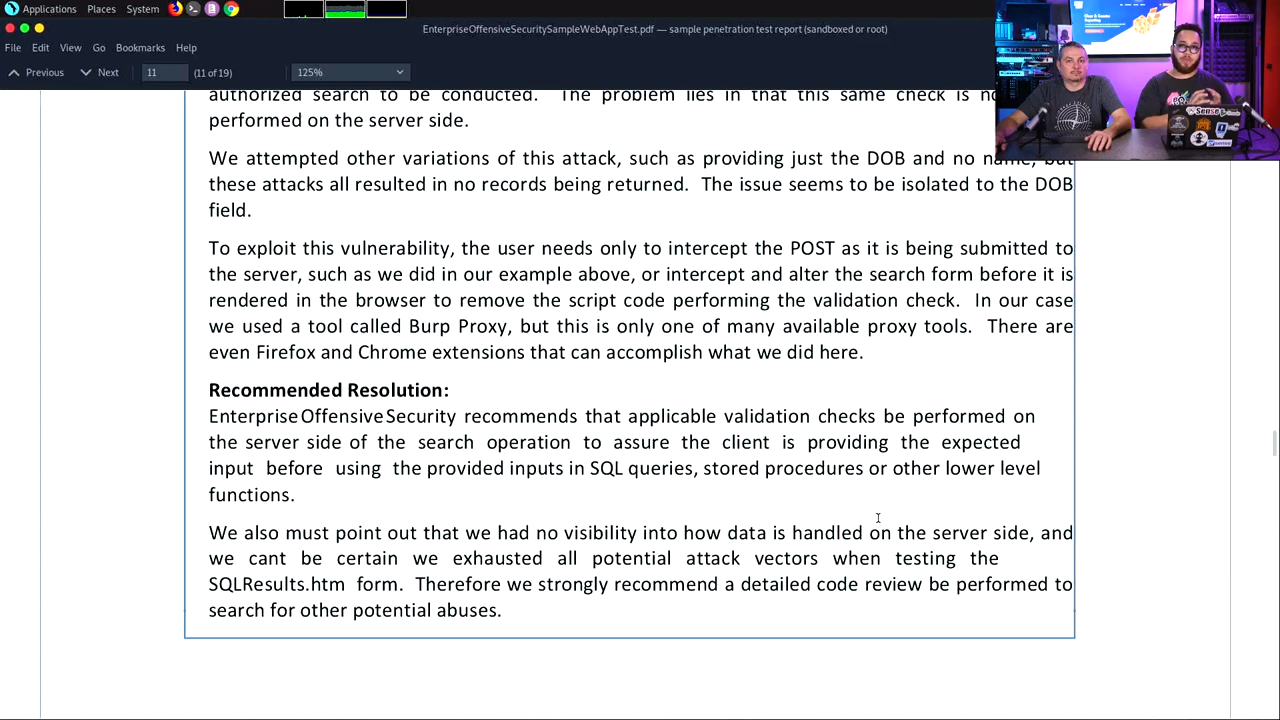 Applications Places System
EnterpriseOffensiveSecuritySampleWebAppTest.pdf — sample penetration test report (sandboxed or root)
File Edit View Go Bookmarks Help
Previous Next 11 (11 of 19) 125%
authorized search to be conducted. The problem lies in that this same check is
performed on the server side.
We attempted other variations of this attack, such as providing just the DOB and no name, but
these attacks all resulted in no records being returned. The issue seems to be isolated to the DOB
field.
To exploit this vulnerability, the user needs only to intercept the POST as it is being submitted to
the server, such as we did in our example above, or intercept and alter the search form before it is
rendered in the browser to remove the script code performing the validation check. In our case
we used a tool called Burp Proxy, but this is only one of many available proxy tools. There are
even Firefox and Chrome extensions that can accomplish what we did here.
Recommended Resolution:
EnterpriseOffensiveSecurity recommends that applicable validation checks be performed on
the server side of the search operation to assure the client is providing the expected
input before using the provided inputs in SQL queries, stored procedures or other lower level
functions.
We also must point out that we had no visibility into how data is handled on the server side, and
we cant be certain we exhausted all potential attack vectors when testing the
SQLResults.htm form. Therefore we strongly recommend a detailed code review be performed to
search for other potential abuses.